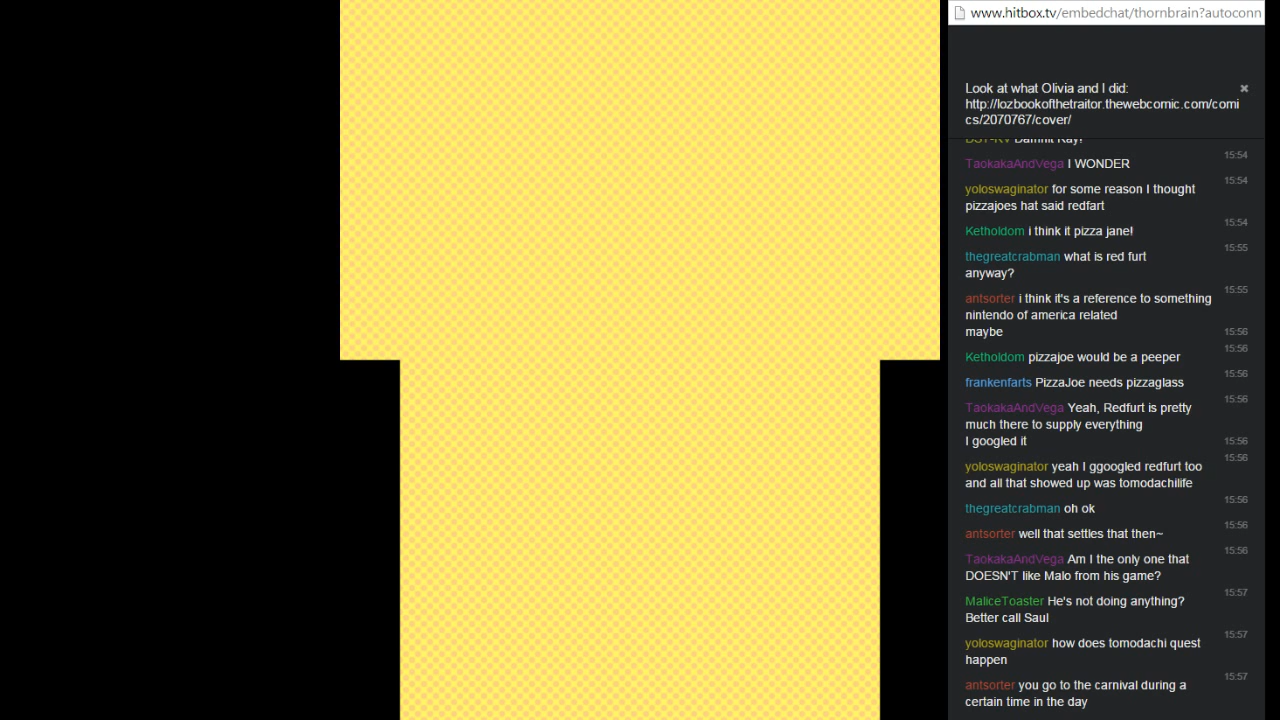 www.hitbox.tv/embedchat/thornbrain?autoconn
Look at what Olivia and I did:
http://lozbookofthetraitor.thewebcomic.com/comi
cs/2070767/cover/
Damnit Ray!
15:54
TaokakaAndVega I WONDER
15:54
yoloswaginator for some reason I thought
pizzajoes hat said redfart
15:54
Ketholdom i think it pizza jane!
15:55
thegreatcrabman what is red furt
anyway?
15:55
antsorter i think it's a reference to something
nintendo of america related
maybe 15:56
15:56
Ketholdom pizzajoe would be a peeper
15:56
frankenfarts PizzaJoe needs pizzaglass
15:56
TaokakaAndVega Yeah, Redfurt is pretty
much there to supply everything
I googled it 15:56
15:56
yoloswaginator yeah I ggoogled redfurt too
and all that showed up was tomodachilife
15:56
thegreatcrabman oh ok
15:56
antsorter well that settles that then~
15:56
TaokakaAndVega Am I the only one that
DOESN'T like Malo from his game?
15:57
MaliceToaster He's not doing anything?
Better call Saul
15:57
yoloswaginator how does tomodachi quest
happen
15:57
antsorter you go to the carnival during a
certain time in the day